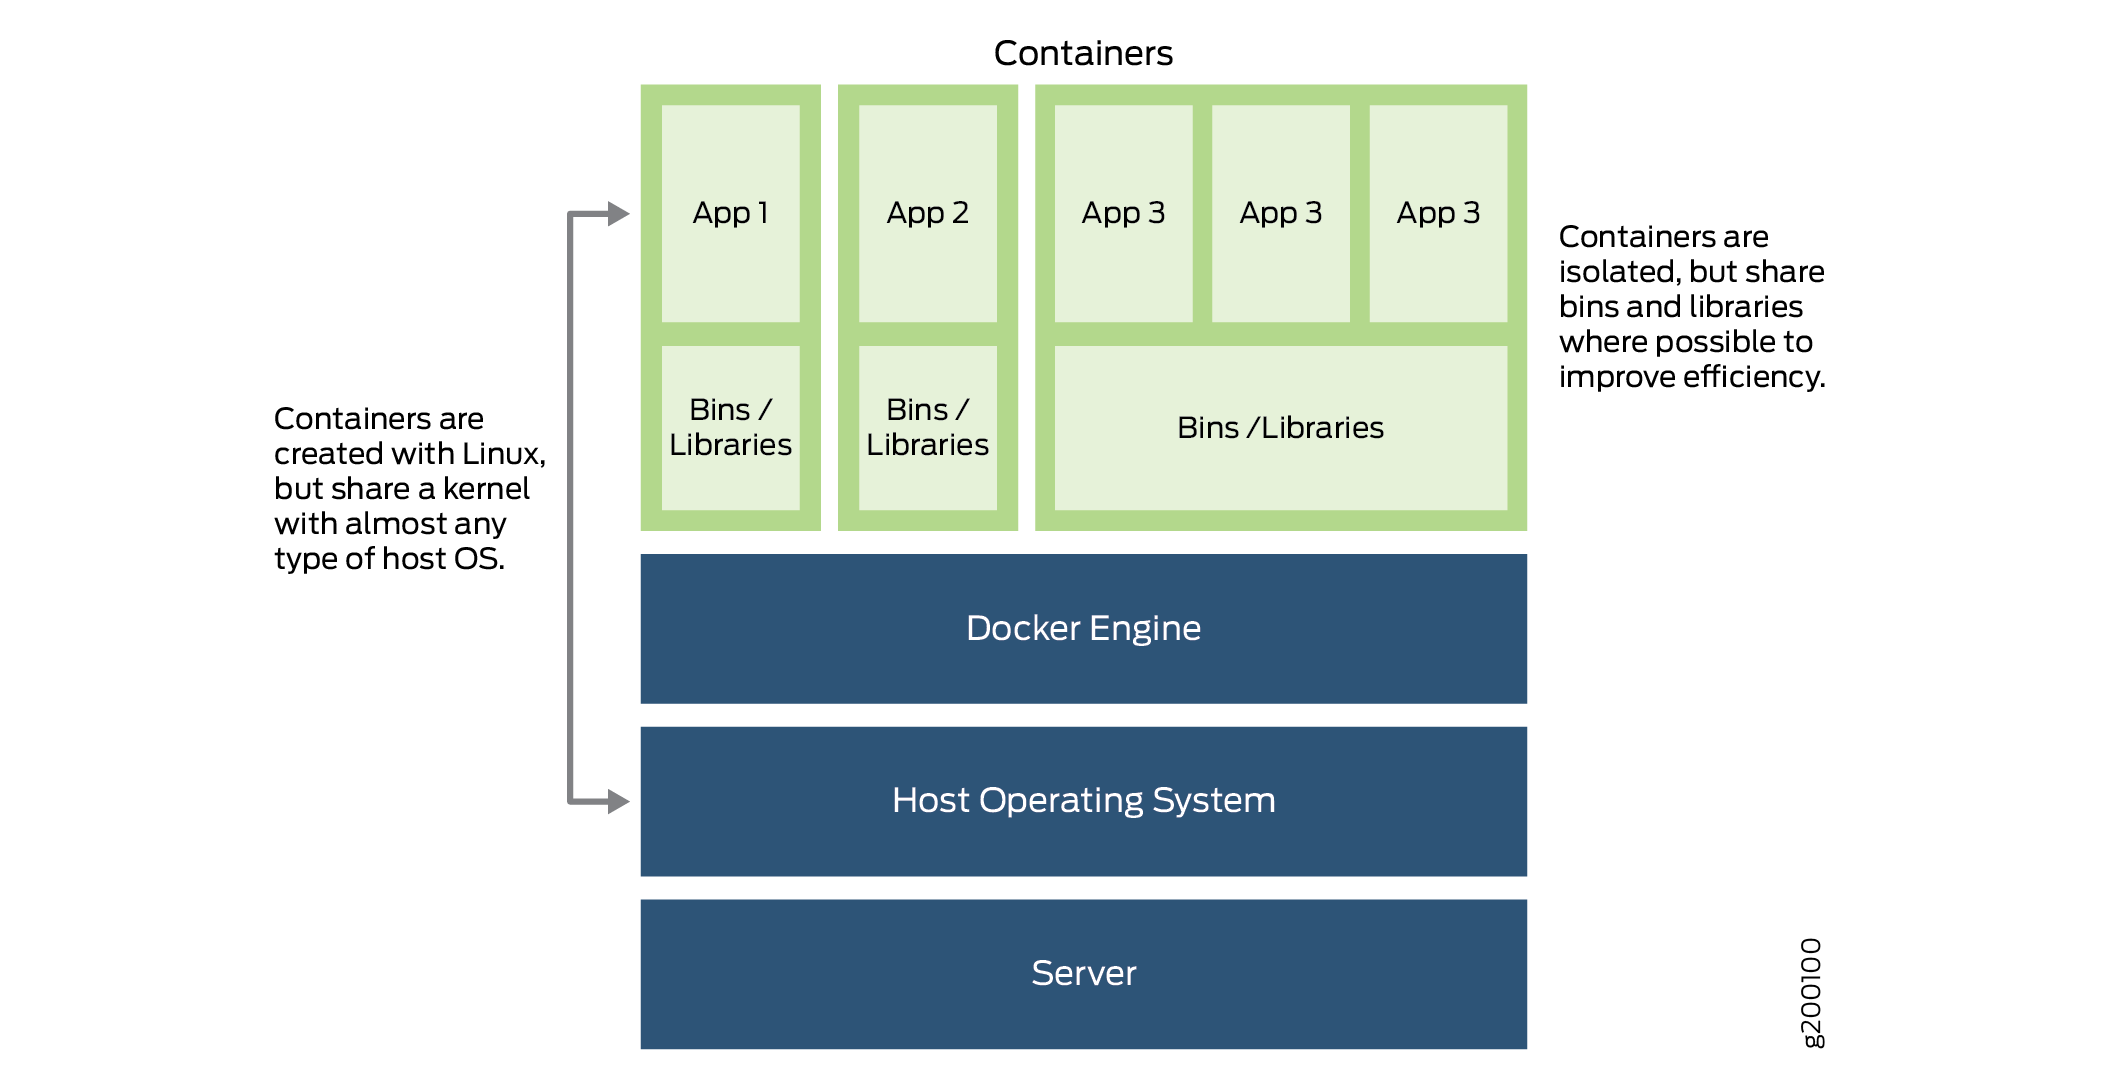 Containers
App 1
App 2
App 3
App 3
App 3
Bins /
Libraries
Bins /
Libraries
Bins /Libraries
Containers are
isolated, but share
bins and libraries
where possible to
improve efficiency.
Containers are
created with Linux,
but share a kernel
with almost any
type of host OS.
Docker Engine
Host Operating System
Server
g200100